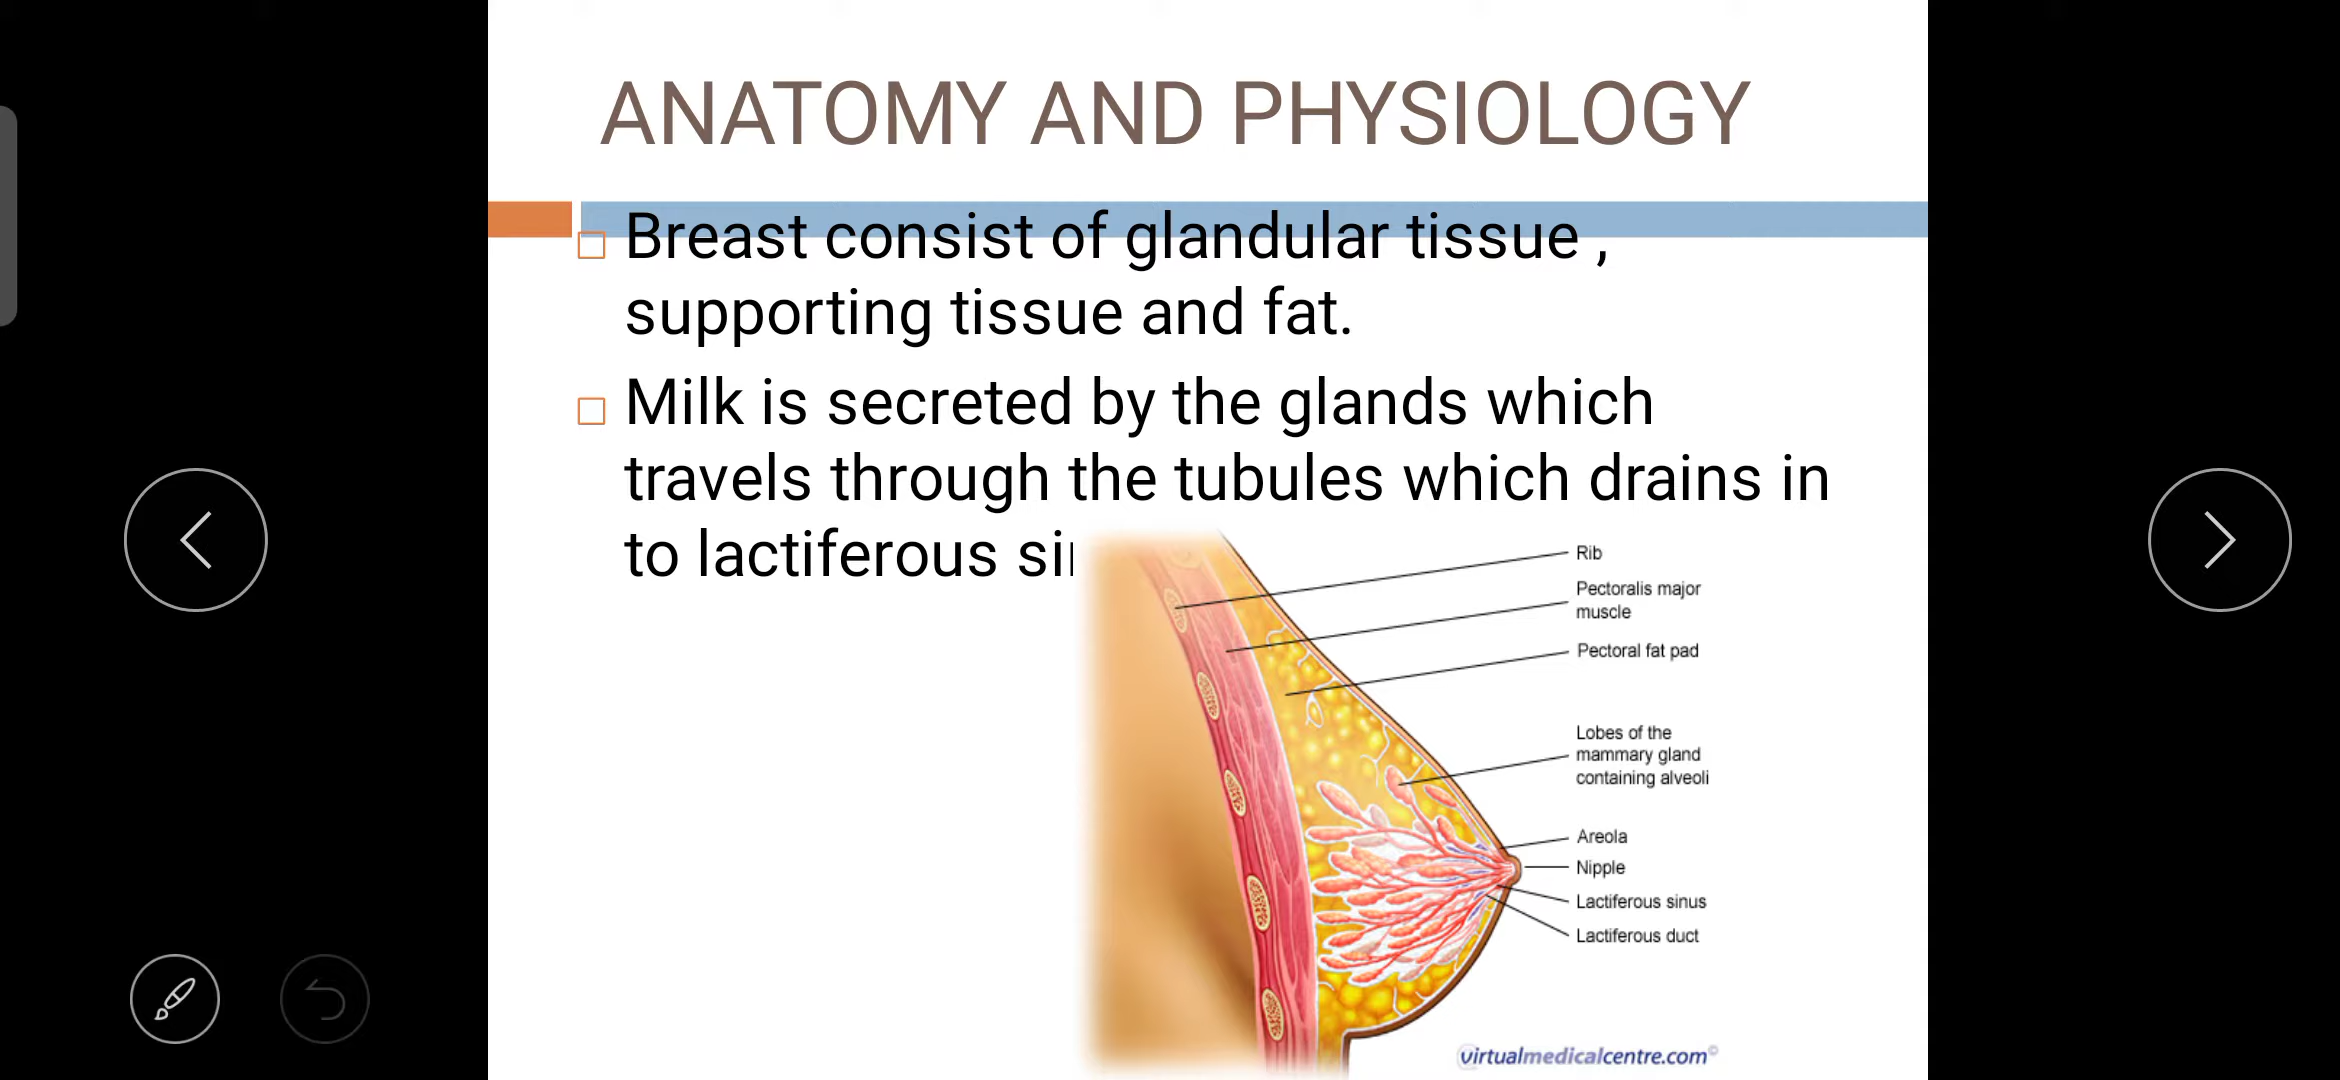 ANATOMY AND PHYSIOLOGY
Breast consist of glandular tissue ,
supporting tissue and fat.
Milk is secreted by the glands which
travels through the tubules which drains in
to lactiferous
Rib
Pectoralis major
muscle
Pectoral fat pad
Lobes of the
mammary gland
containing alveoli
Areola
Nipple
Lactiferous sinus
Lactiferous duct
virtualmedicalcentre.com©